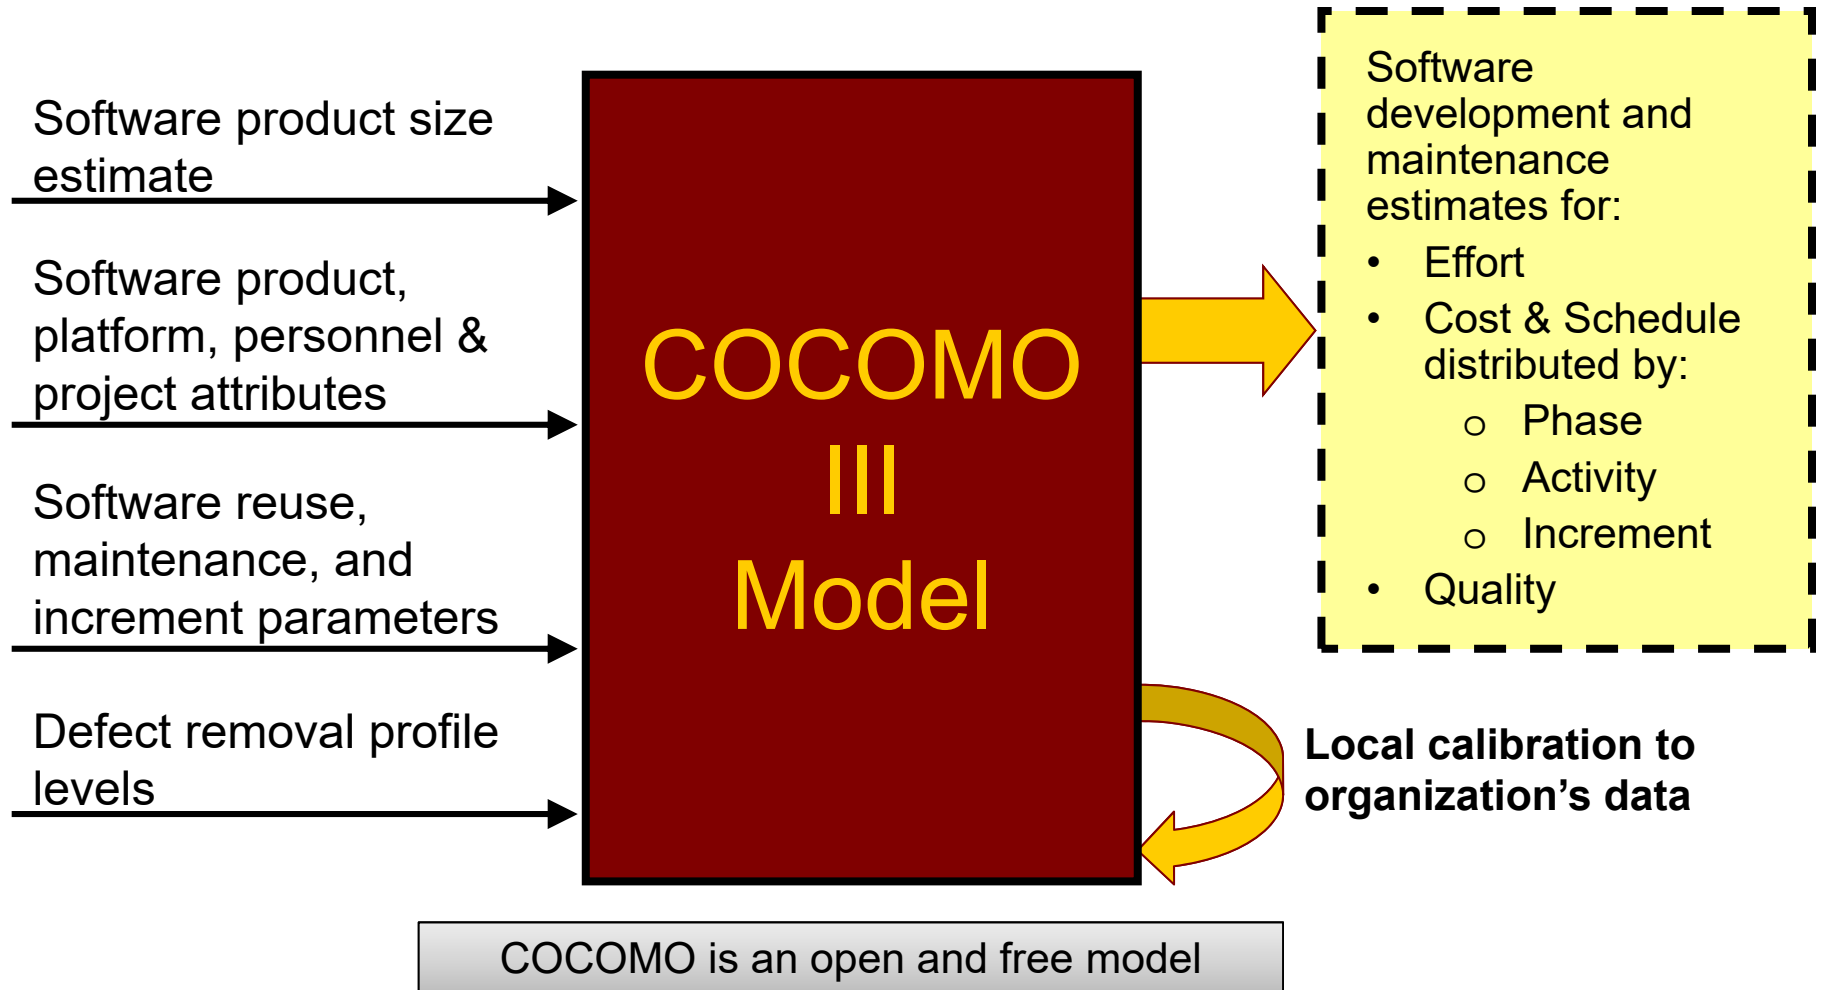 Software product size
estimate
Software product,
platform, personnel &
project attributes
Software reuse,
maintenance, and
increment parameters
Defect removal profile
levels
COCOMO
III
Model
Software
development and
maintenance
estimates for:
• Effort
• Cost & Schedule
distributed by:
o Phase
o Activity
o Increment
• Quality
Local calibration to
organization’s data
COCOMO is an open and free model